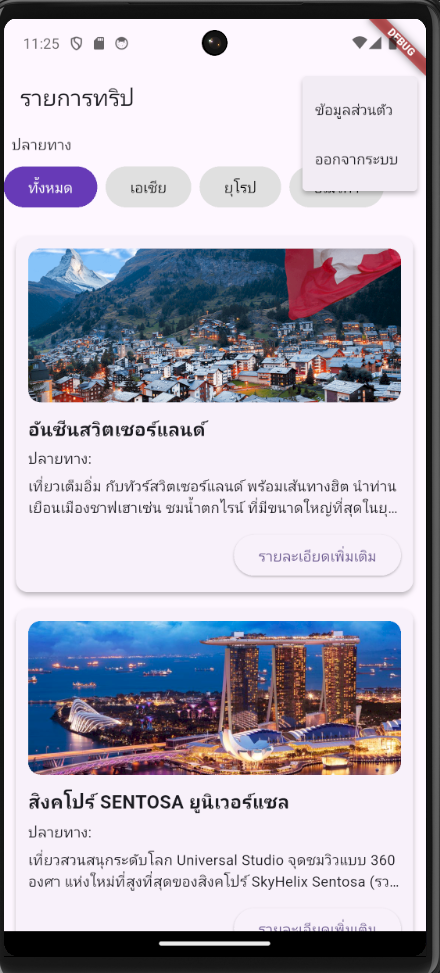 11:25
DEBUG
รายการทริป
ข้อมูลส่วนตัว
ออกจากระบบ
ปลายทาง
ทั้งหมด
เอเชีย
ยุโรป
อันซีนสวิตเซอร์แลนด์
ปลายทาง:
เที่ยวเต็มอิ่ม กับทัวร์สวิตเซอร์แลนด์ พร้อมเส้นทางฮิต นำท่าน
เยือนเมืองชาฟเฮาเซ่น ชมน้ำตกไรน์ ที่มีขนาดใหญ่ที่สุดในยุ...
รายละเอียดเพิ่มเติม
สิงคโปร์ SENTOSA ยูนิเวอร์แซล
ปลายทาง:
เที่ยวสวนสนุกระดับโลก Universal Studio จุดชมวิวแบบ 360
องศา แห่งใหม่ที่สูงที่สุดของสิงคโปร์ SkyHelix Sentosa (รว...
รายละเอียดเพิ่มเติม